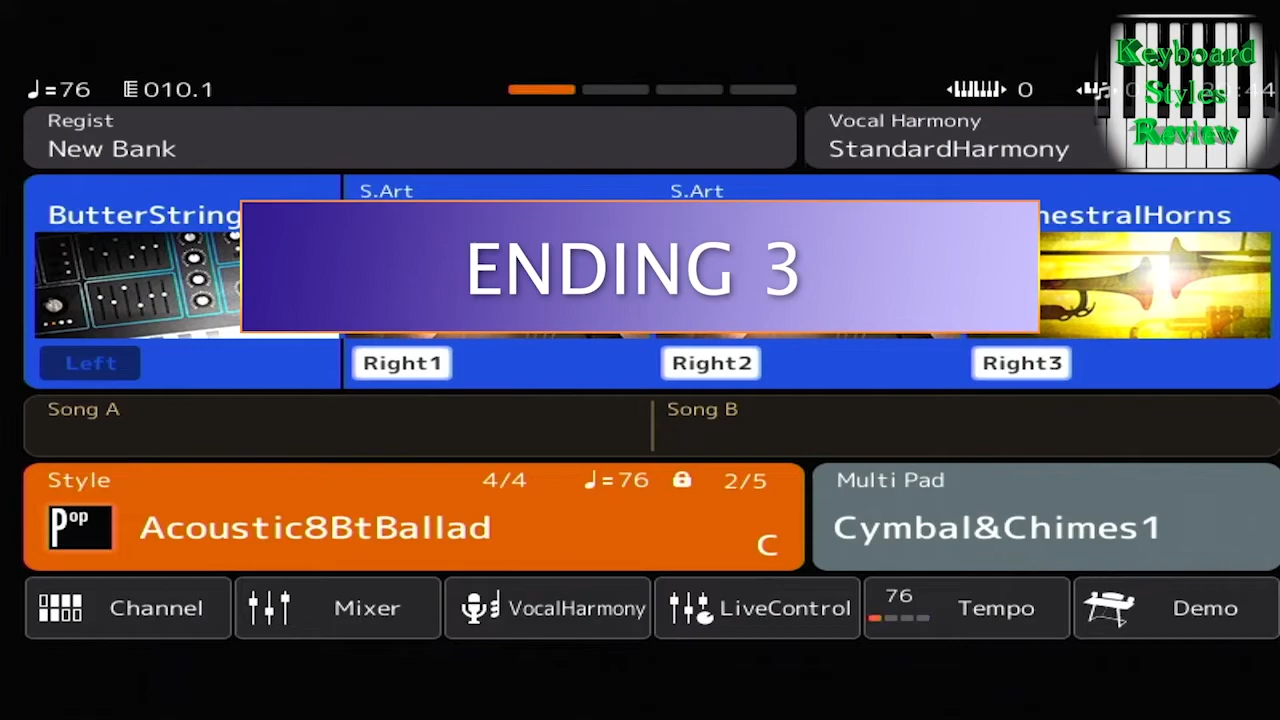 ♩=76 010.1 0
Keyboard
Styles
Review
Regist
New Bank
Vocal Harmony
StandardHarmony
S.Art
S.Art
ButterString
hestralHorns
ENDING 3
Left
Right1
Right2
Right3
Song A
Song B
Style 4/4 ♩=76 2/5
Pop
Acoustic8BtBallad
C
Multi Pad
Cymbal&Chimes1
Channel
Mixer
VocalHarmony
LiveControl
76
Tempo
Demo